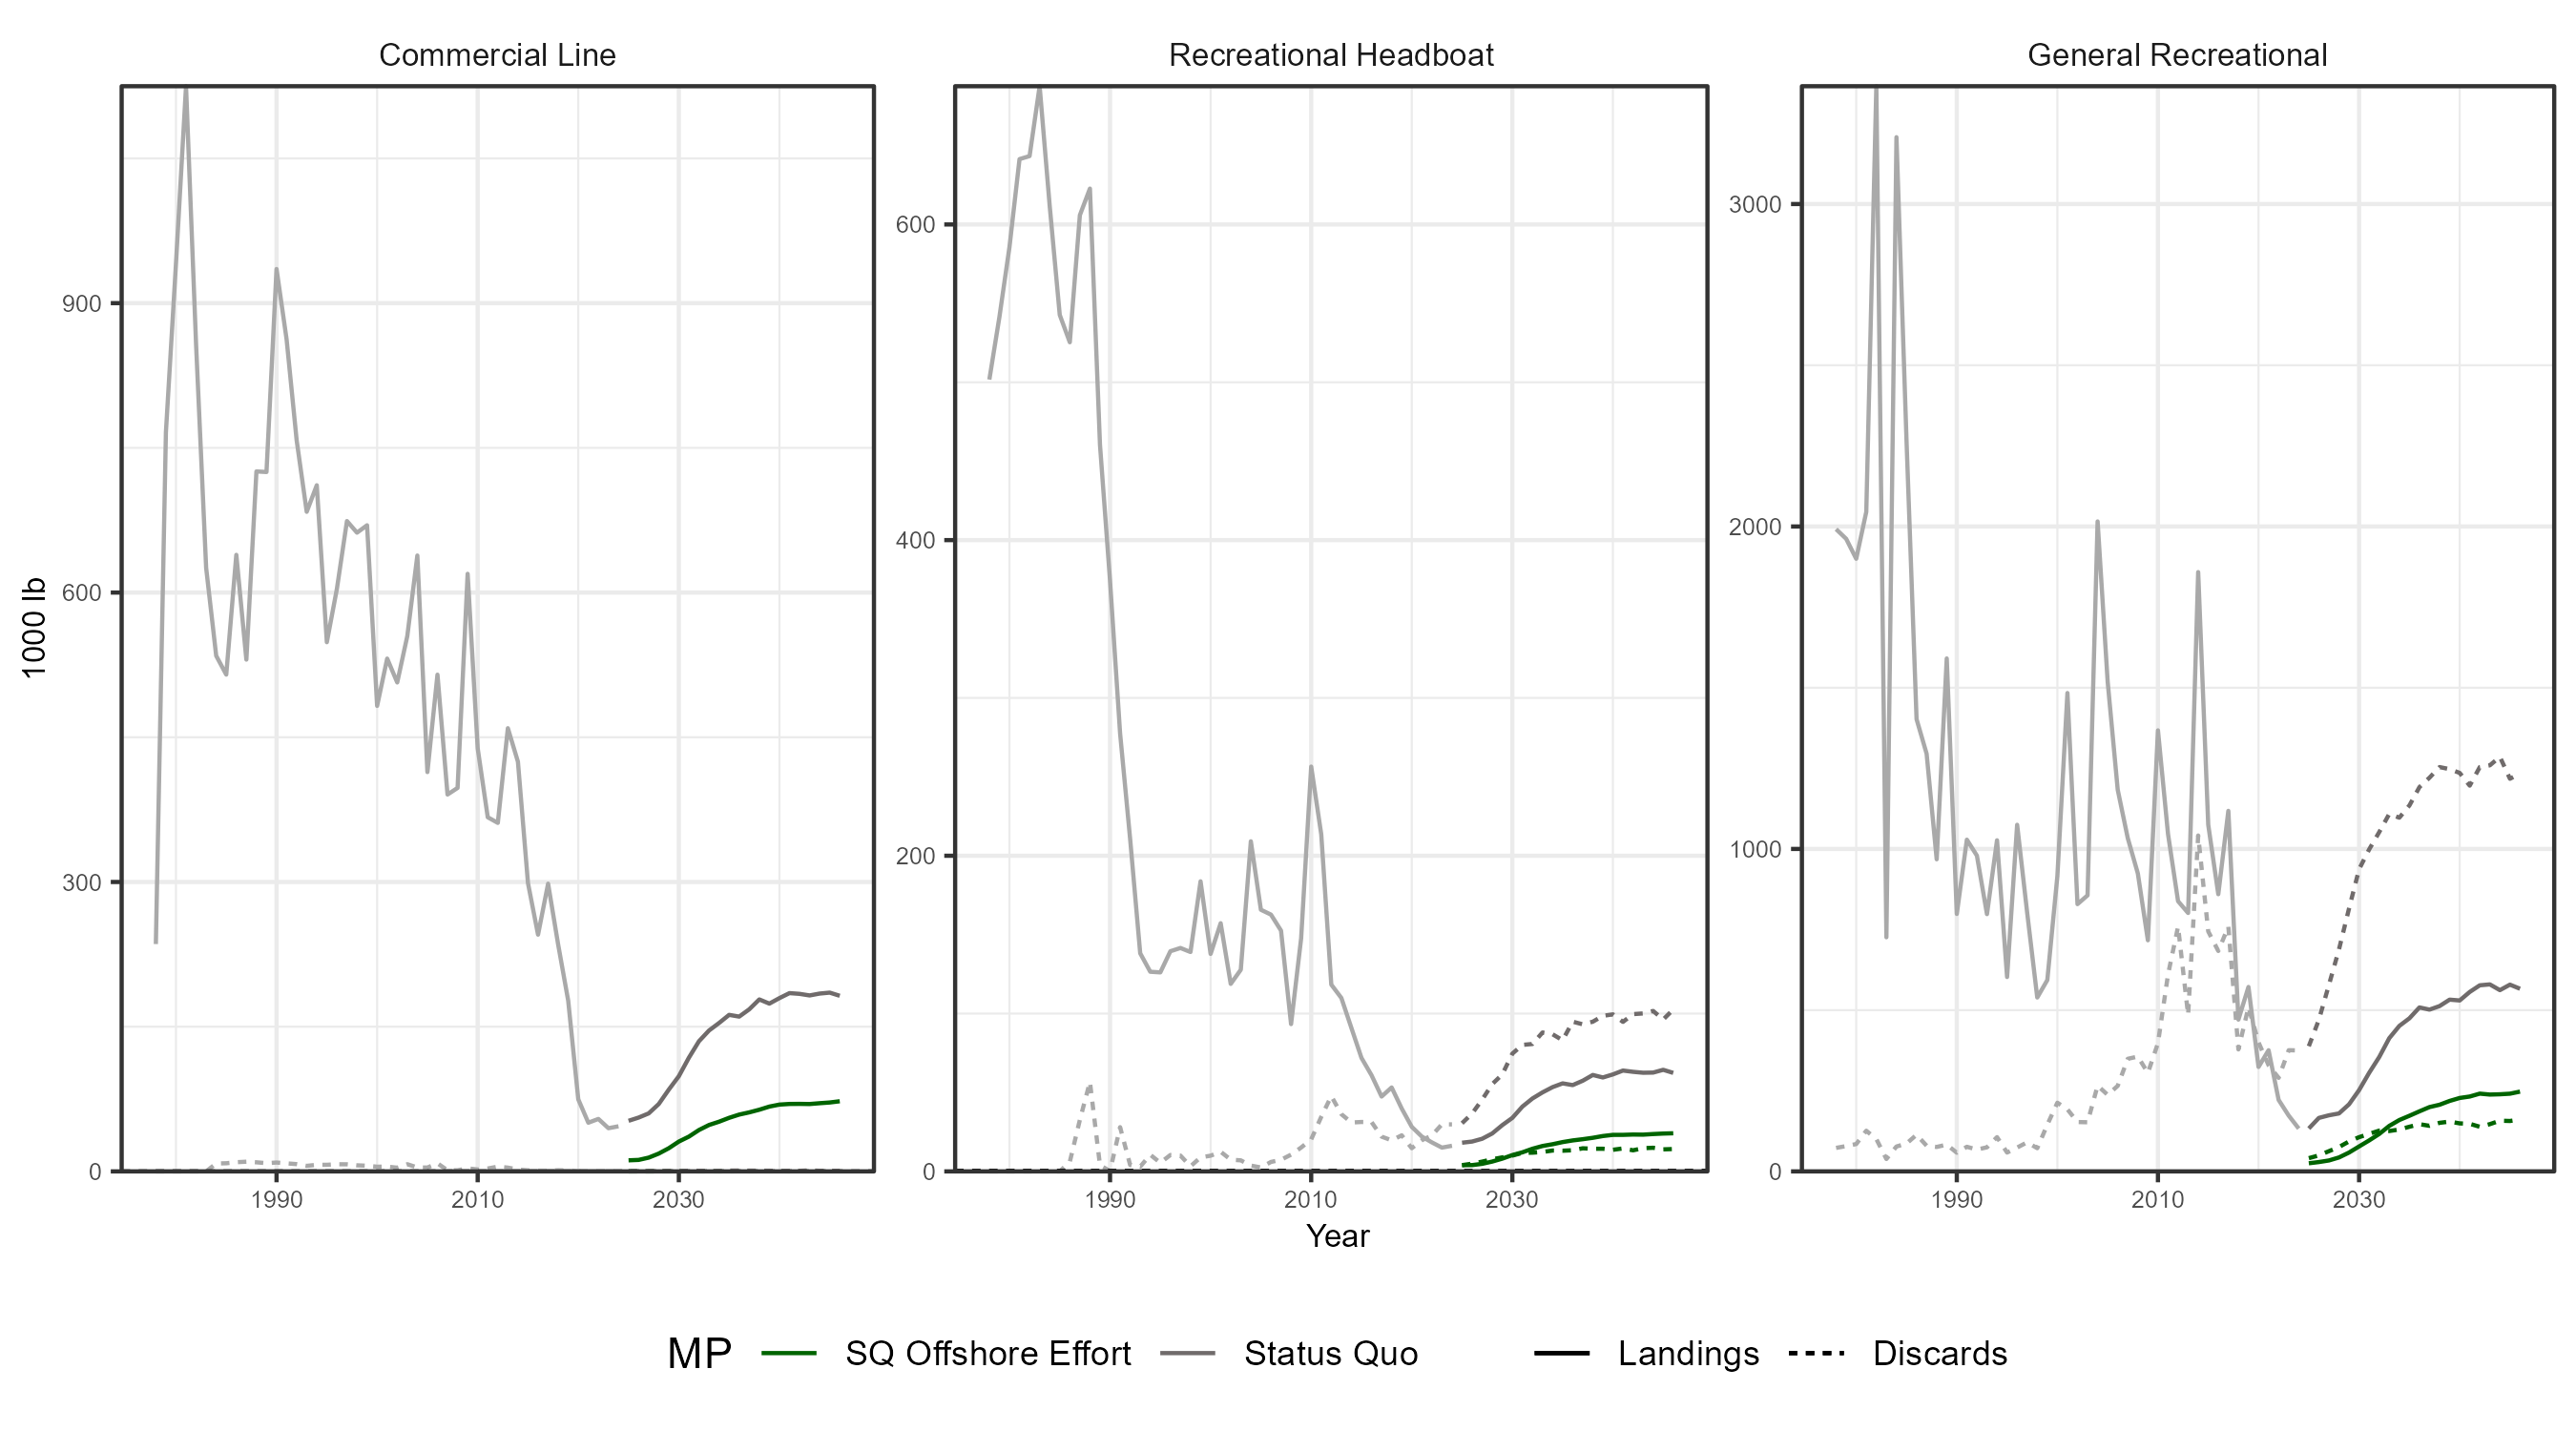 Commercial Line
Recreational Headboat
General Recreational
1000 lb
900
600
300
0
600
400
200
0
3000
2000
1000
0
1990 2010 2030
1990 2010 2030
1990 2010 2030
Year
MP SQ Offshore Effort Status Quo Landings Discards